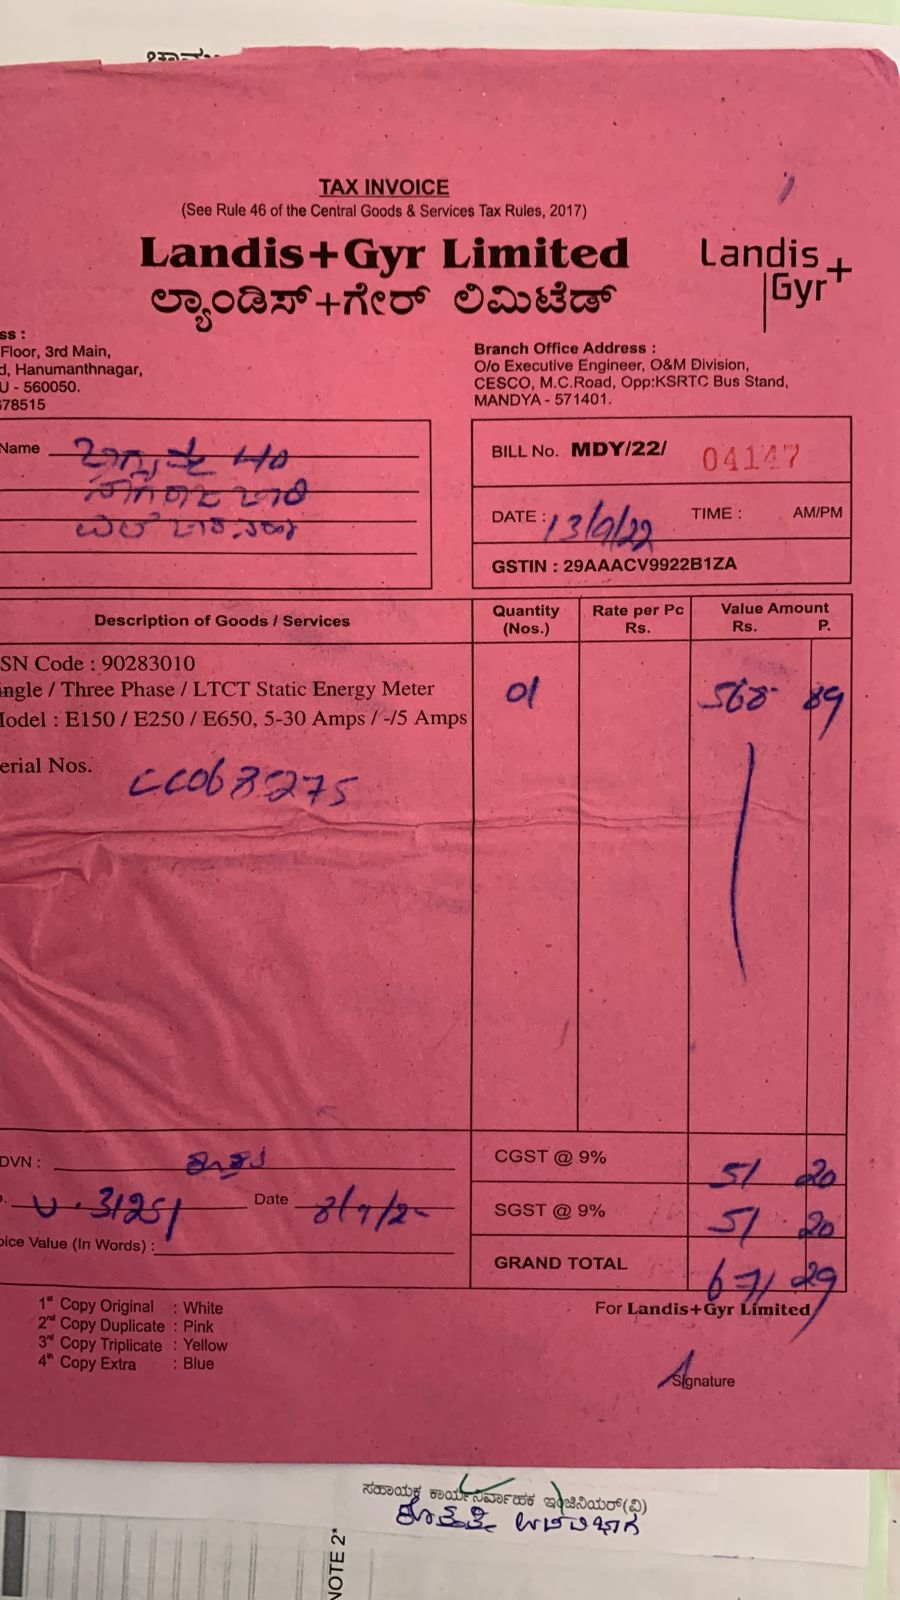 TAX INVOICE
(See Rule 46 of the Central Goods & Services Tax Rules, 2017)
Landis+Gyr Limited
ಲ್ಯಾಂಡಿಸ್+ಗೇರ್ ಲಿಮಿಟೆಡ್
Landis
Gyr+
ss :
Floor, 3rd Main,
d, Hanumanthnagar,
U - 560050.
678515
Branch Office Address :
O/o Executive Engineer, O&M Division,
CESCO, M.C.Road, Opp:KSRTC Bus Stand,
MANDYA - 571401.
Name
BILL No. MDY/22/ 04147
DATE : 13/9/22 TIME : AM/PM
GSTIN : 29AAACV9922B1ZA
Description of Goods / Services
Quantity (Nos.)
Rate per Pc Rs.
Value Amount Rs. P.
SN Code : 90283010
ingle / Three Phase / LTCT Static Energy Meter 01 568 89
Model : E150 / E250 / E650, 5-30 Amps / -/5 Amps
erial Nos.
DVN :
Date
oice Value (In Words) :
CGST @ 9% 51 20
SGST @ 9% 51 20
GRAND TOTAL 671 29
1st Copy Original : White
2nd Copy Duplicate : Pink
3rd Copy Triplicate : Yellow
4th Copy Extra : Blue
For Landis+Gyr Limited
Signature
ಸಹಾಯಕ ಕಾರ್ಯನಿರ್ವಾಹಕ ಇಂಜಿನಿಯರ್(ವಿ)
NOTE 2*